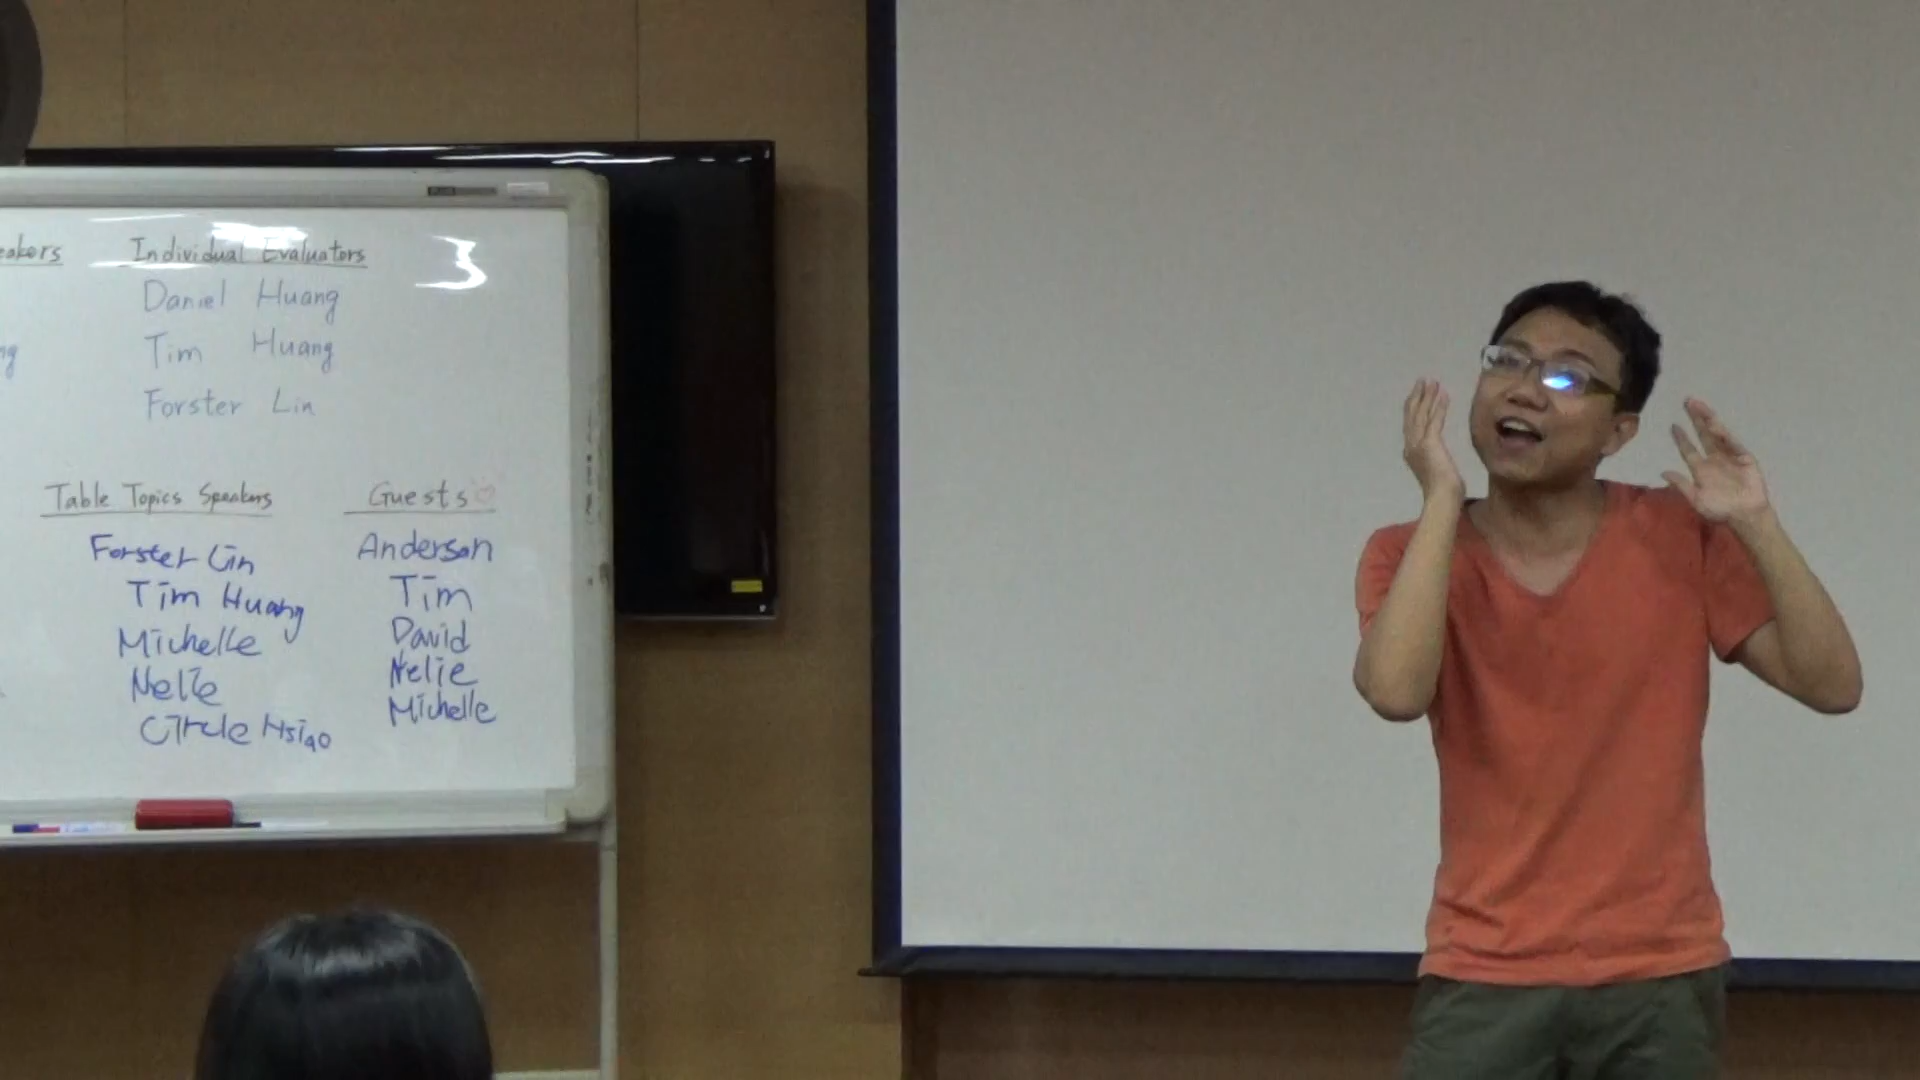 Individual Evaluators
Daniel Huang
Tim Huang
Forster Lin
Table Topics Speakers
Forster Lin
Tim Huang
Michelle
Nelie
Circle Hsiao
Guests
Anderson
Tim
David
Nelie
Michelle